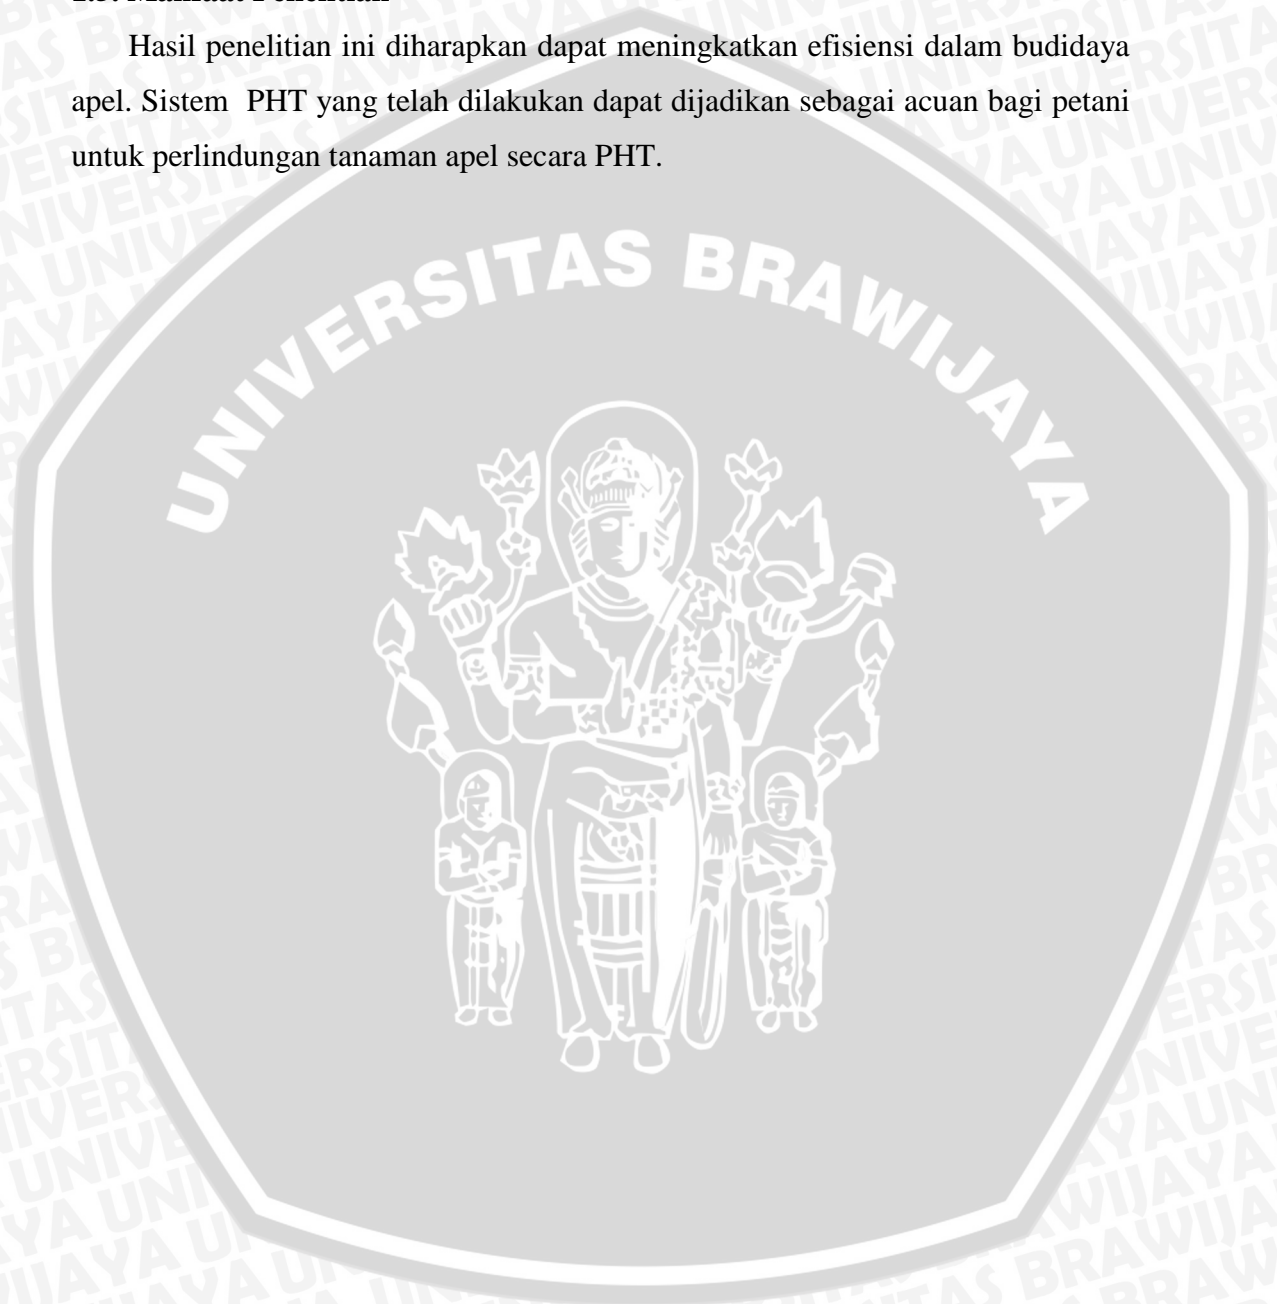 Hasil penelitian ini diharapkan dapat meningkatkan efisiensi dalam budidaya
apel. Sistem PHT yang telah dilakukan dapat dijadikan sebagai acuan bagi petani
untuk perlindungan tanaman apel secara PHT.
UNIVERSITAS BRAWIJAYA